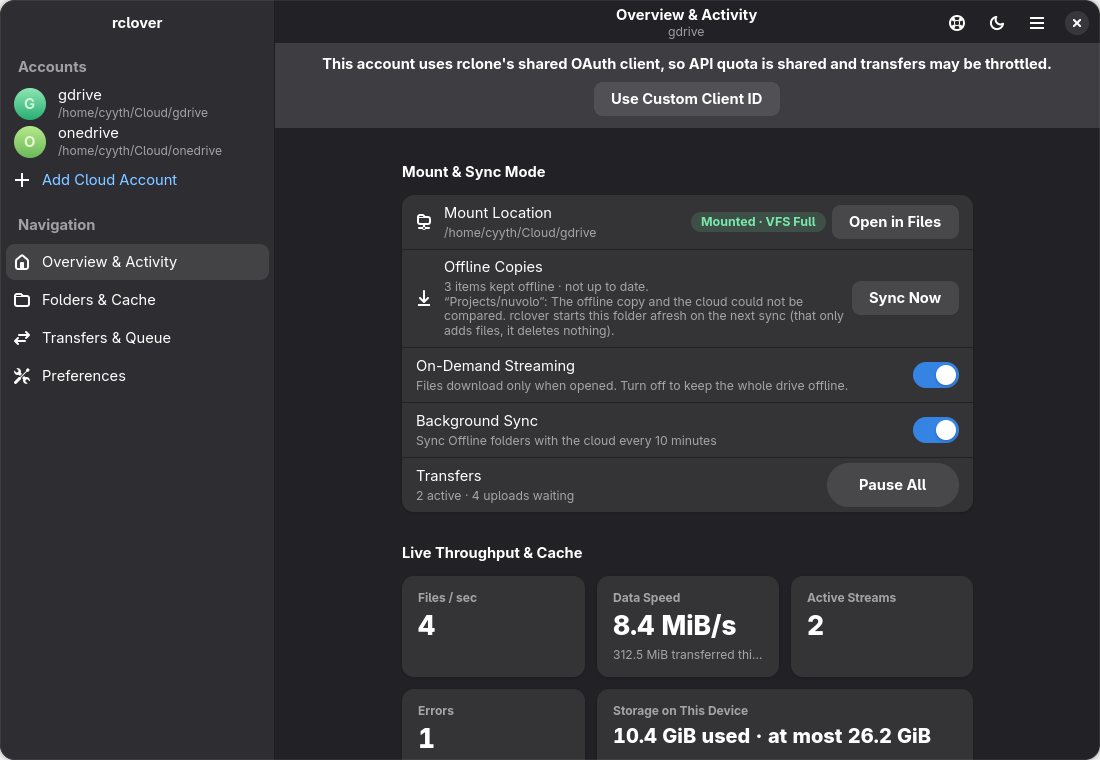 rclover
Accounts
G
gdrive
/home/cyyth/Cloud/gdrive
O
onedrive
/home/cyyth/Cloud/onedrive
Add Cloud Account
Navigation
Overview & Activity
Folders & Cache
Transfers & Queue
Preferences
Overview & Activity
gdrive
This account uses rclone's shared OAuth client, so API quota is shared and transfers may be throttled.
Use Custom Client ID
Mount & Sync Mode
Mount Location
/home/cyyth/Cloud/gdrive
Mounted · VFS Full
Open in Files
Offline Copies
3 items kept offline · not up to date.
“Projects/nuvolo”: The offline copy and the cloud could not be
compared. rclover starts this folder afresh on the next sync (that only
adds files, it deletes nothing).
Sync Now
On-Demand Streaming
Files download only when opened. Turn off to keep the whole drive offline.
Background Sync
Sync Offline folders with the cloud every 10 minutes
Transfers
2 active · 4 uploads waiting
Pause All
Live Throughput & Cache
Files / sec
4
Data Speed
8.4 MiB/s
312.5 MiB transferred thi…
Active Streams
2
Errors
1
Storage on This Device
10.4 GiB used · at most 26.2 GiB